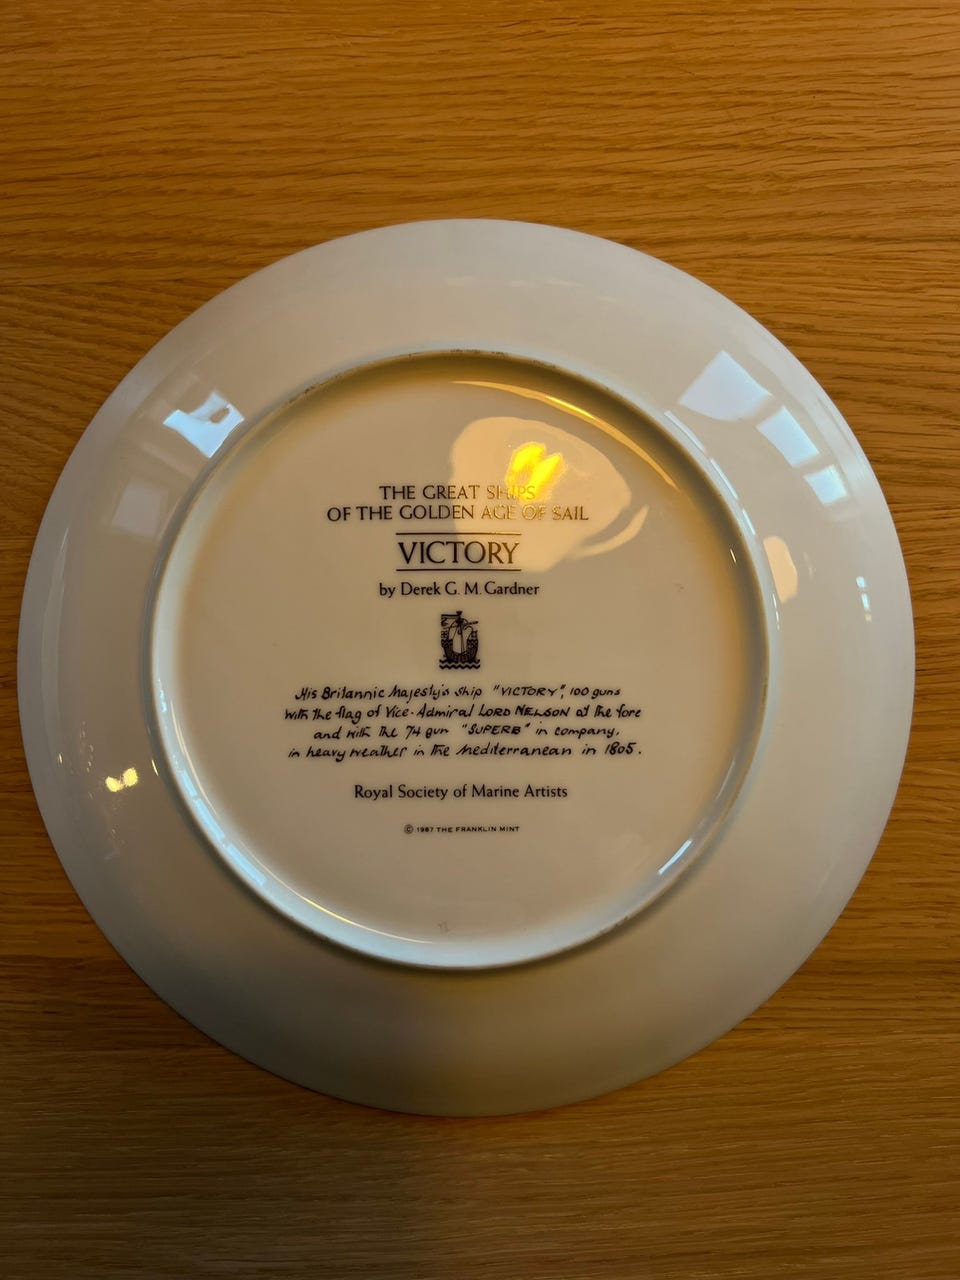 THE GREAT SHIPS
OF THE GOLDEN AGE OF SAIL
VICTORY
by Derek G. M. Gardner
His Britannic Majesty's ship "VICTORY", 100 guns
with the flag of Vice-Admiral LORD NELSON at the fore
and with the 74 gun "SUPERB" in company,
in heavy weather in the Mediterranean in 1805.
Royal Society of Marine Artists
© 1987 THE FRANKLIN MINT